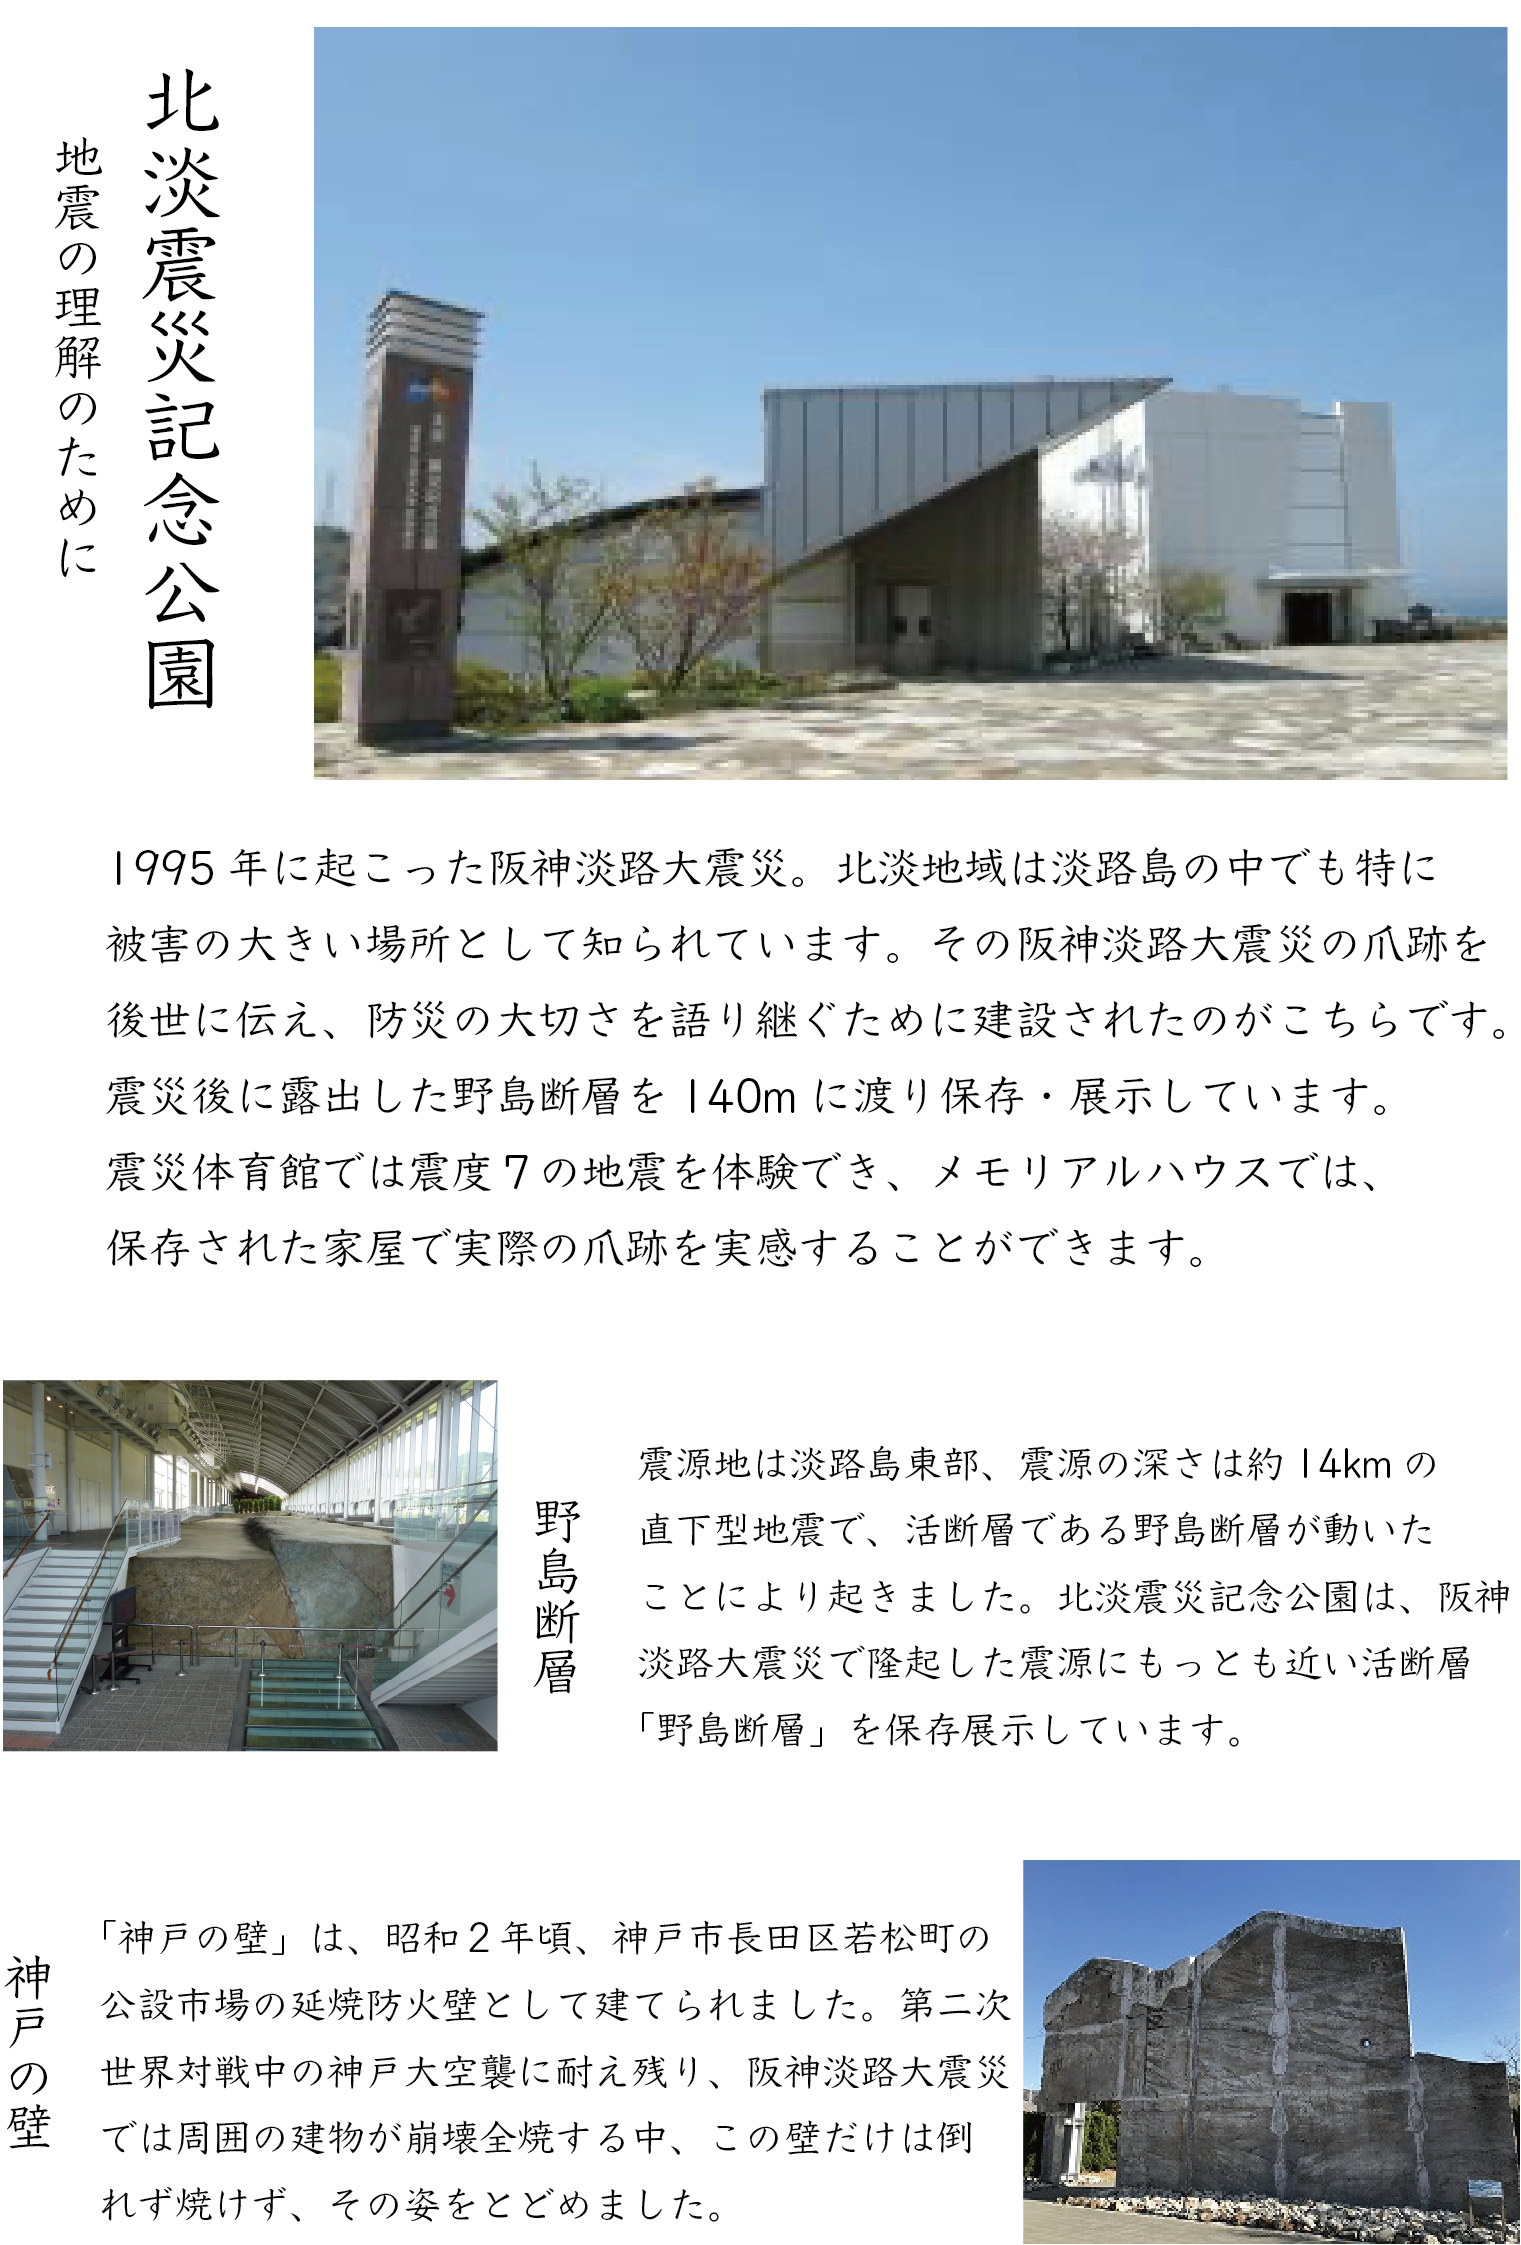 北淡震災記念公園
地震の理解のために
1995年に起こった阪神淡路大震災。北淡地域は淡路島の中でも特に
被害の大きい場所として知られています。その阪神淡路大震災の爪跡を
後世に伝え、防災の大切さを語り継ぐために建設されたのがこちらです。
震災後に露出した野島断層を140mに渡り保存・展示しています。
震災体育館では震度7の地震を体験でき、メモリアルハウスでは、
保存された家屋で実際の爪跡を実感することができます。
野島断層
震源地は淡路島東部、震源の深さは約14kmの
直下型地震で、活断層である野島断層が動いた
ことにより起きました。北淡震災記念公園は、阪神
淡路大震災で隆起した震源にもっとも近い活断層
「野島断層」を保存展示しています。
神戸の壁
「神戸の壁」は、昭和2年頃、神戸市長田区若松町の
公設市場の延焼防火壁として建てられました。第二次
世界対戦中の神戸大空襲に耐え残り、阪神淡路大震災
では周囲の建物が崩壊全焼する中、この壁だけは倒
れず焼けず、その姿をとどめました。